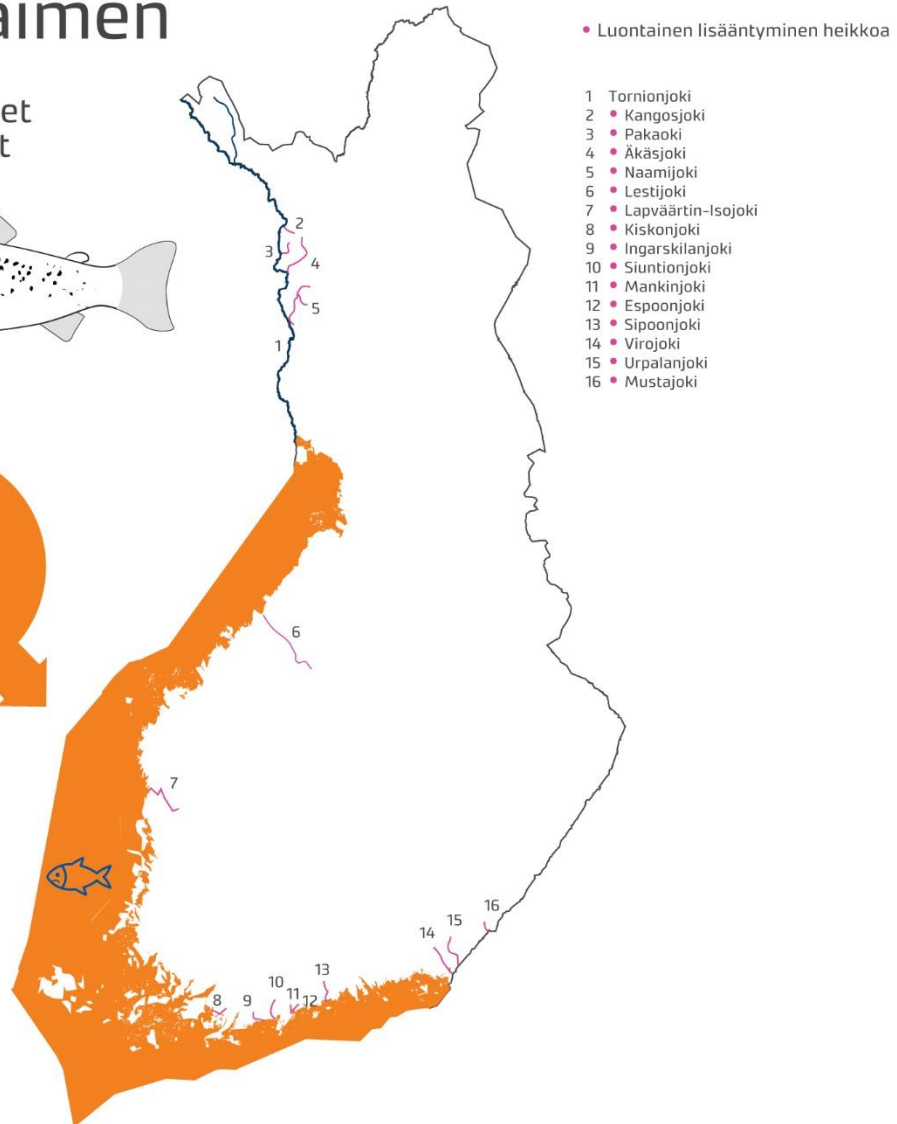 aimen
et
t
• Luontainen lisääntyminen heikkoa
1 Tornionjoki
2 • Kangosjoki
3 • Pakaoki
4 • Äkäsjoki
5 • Naamijoki
6 • Lestijoki
7 • Lapväärtin-Isojoki
8 • Kiskonjoki
9 • Ingarskilanjoki
10 • Siuntionjoki
11 • Mankinjoki
12 • Espoonjoki
13 • Sipoonjoki
14 • Virojoki
15 • Urpalanjoki
16 • Mustajoki
2
3
4
5
1
6
7
16
15
14
13
10
11
12
9
8